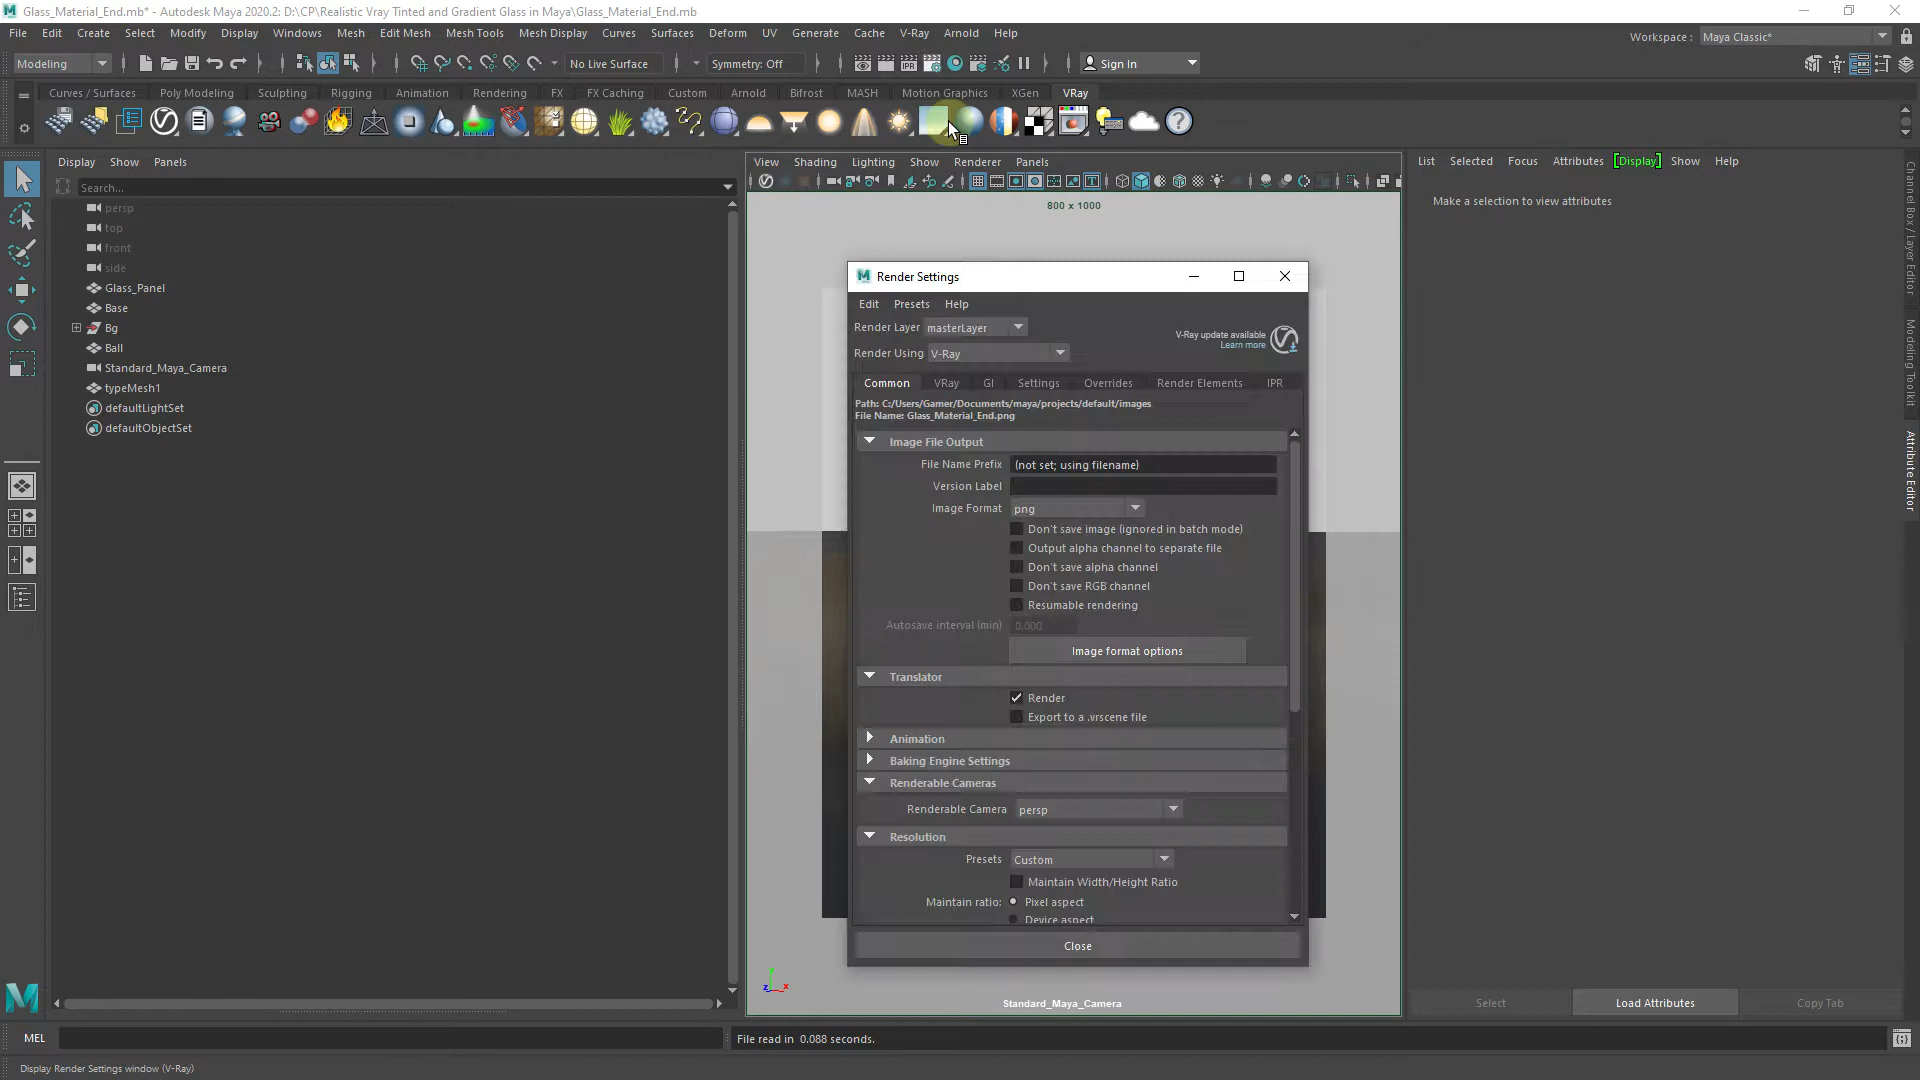 Glass_Material_End.mb* - Autodesk Maya 2020.2: D:\CP\Realistic Vray Tinted and Gradient Glass in Maya\Glass_Material_End.mb
File Edit Create Select Modify Display Windows Mesh Edit Mesh Mesh Tools Mesh Display Curves Surfaces Deform UV Generate Cache V-Ray Arnold Help
Workspace : Maya Classic*
Modeling No Live Surface Symmetry: Off Sign In
Curves / Surfaces Poly Modeling Sculpting Rigging Animation Rendering FX FX Caching Custom Arnold Bifrost MASH Motion Graphics XGen VRay
Display Show Panels
Search...
persp
top
front
side
Glass_Panel
Base
Bg
Ball
Standard_Maya_Camera
typeMesh1
defaultLightSet
defaultObjectSet
View Shading Lighting Show Renderer Panels
800 x 1000
Render Settings
Edit Presets Help
Render Layer masterLayer
Render Using V-Ray
V-Ray update available
Learn more
Common VRay GI Settings Overrides Render Elements IPR
Path: C:/Users/Gamer/Documents/maya/projects/default/images
File Name: Glass_Material_End.png
Image File Output
File Name Prefix (not set; using filename)
Version Label
Image Format png
Don't save image (ignored in batch mode)
Output alpha channel to separate file
Don't save alpha channel
Don't save RGB channel
Resumable rendering
Autosave interval (min) 0.000
Image format options
Translator
Render
Export to a .vrscene file
Animation
Baking Engine Settings
Renderable Cameras
Renderable Camera persp
Resolution
Presets Custom
Maintain Width/Height Ratio
Maintain ratio: Pixel aspect
Device aspect
Close
z x
Standard_Maya_Camera
List Selected Focus Attributes [Display] Show Help
Make a selection to view attributes
Channel Box / Layer Editor
Modeling Toolkit
Attribute Editor
Select Load Attributes Copy Tab
MEL
File read in 0.088 seconds.
Display Render Settings window (V-Ray)